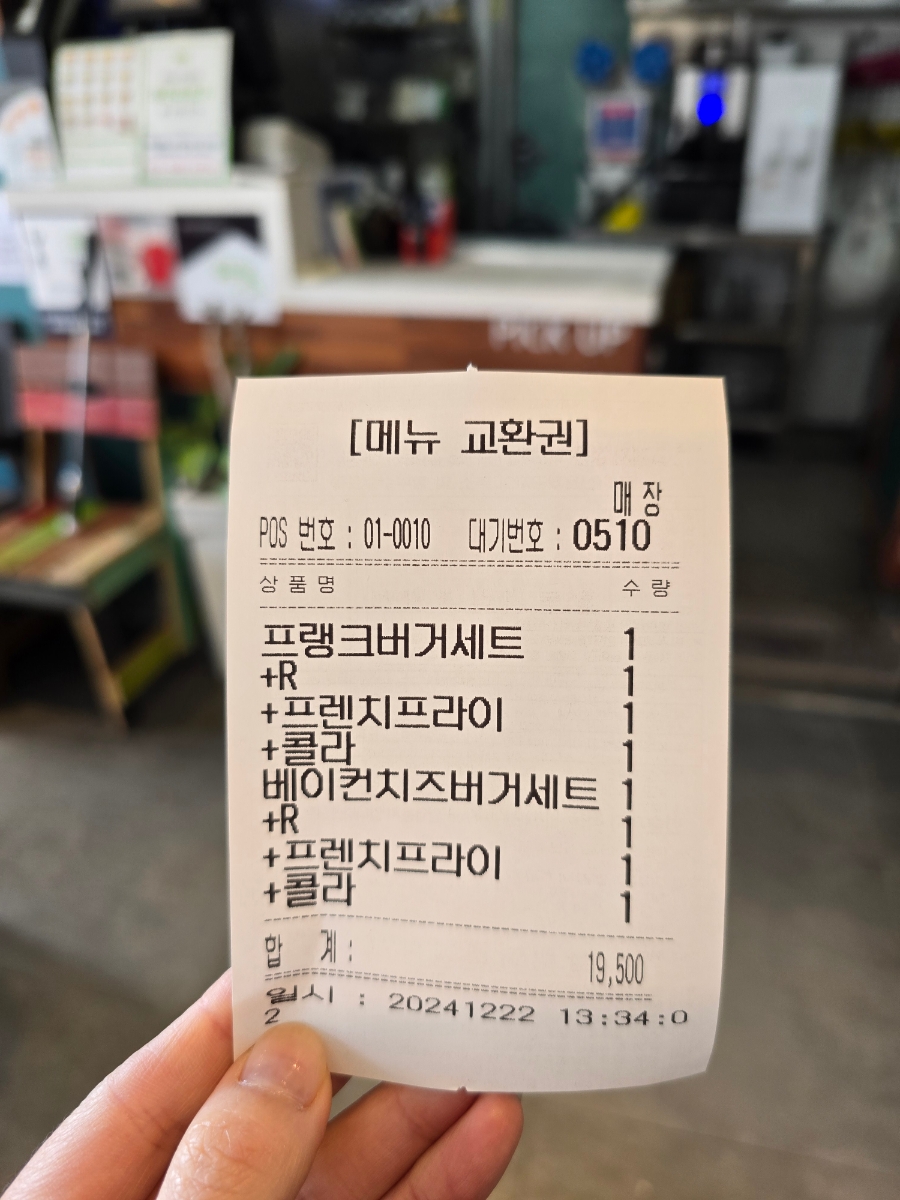 PICK UP
[메뉴 교환권]
매장
POS 번호 : 01-0010 대기번호 : 0510
상품명 수량
프랭크버거세트 1
+R 1
+프렌치프라이 1
+콜라 1
베이컨치즈버거세트 1
+R 1
+프렌치프라이 1
+콜라 1
합 계 : 19,500
일시 : 20241222 13:34:0
2